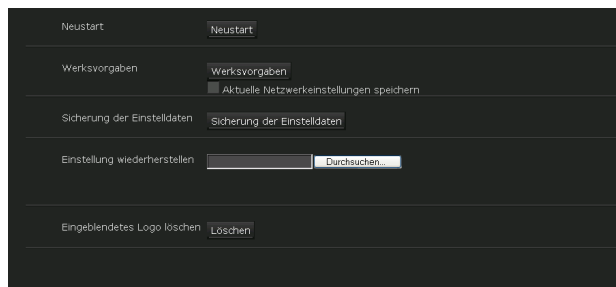 Neustart Neustart
Werksvorgaben Werksvorgaben
Aktuelle Netzwerkeinstellungen speichern
Sicherung der Einstelldaten Sicherung der Einstelldaten
Einstellung wiederherstellen Durchsuchen...
Eingeblendetes Logo löschen Löschen